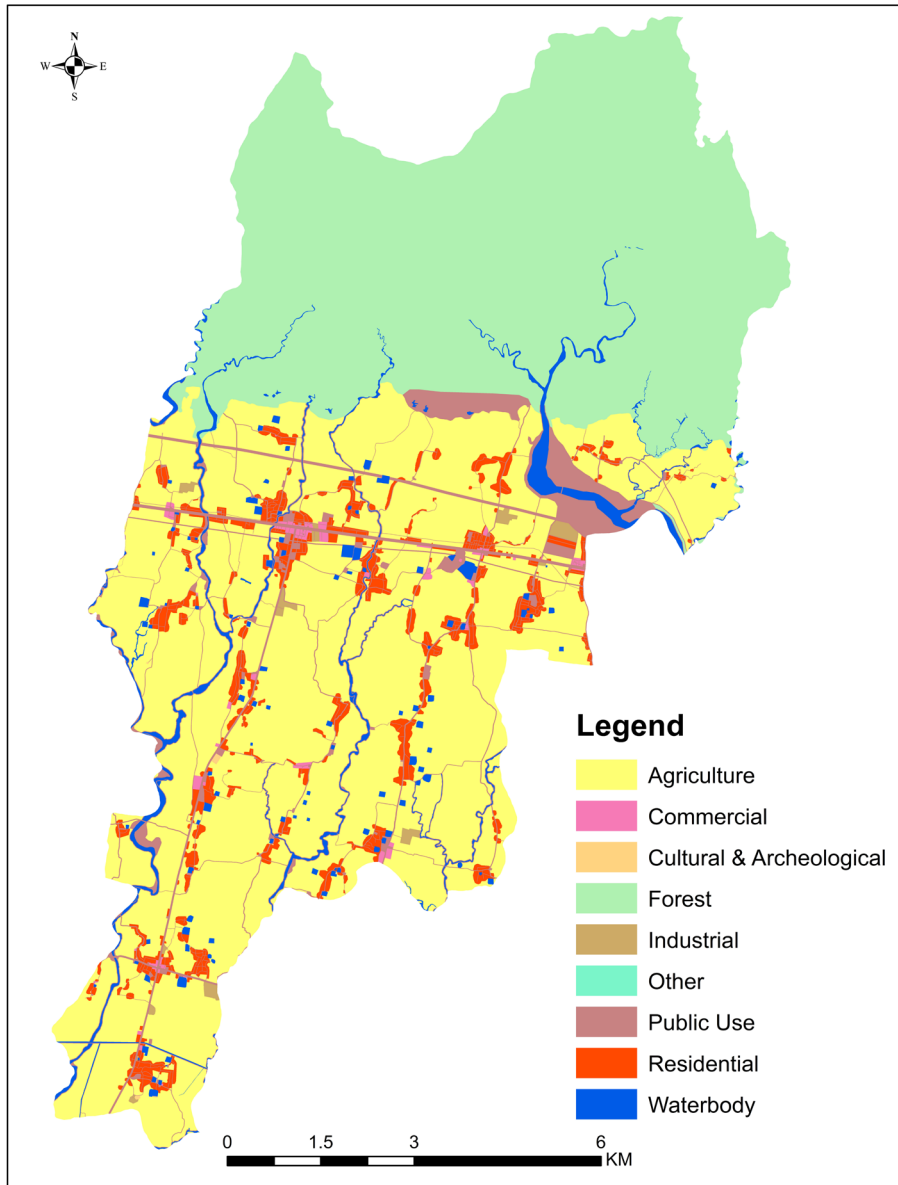 N
W E
S
Legend
Agriculture
Commercial
Cultural & Archeological
Forest
Industrial
Other
Public Use
Residential
Waterbody
0 1.5 3 6
KM